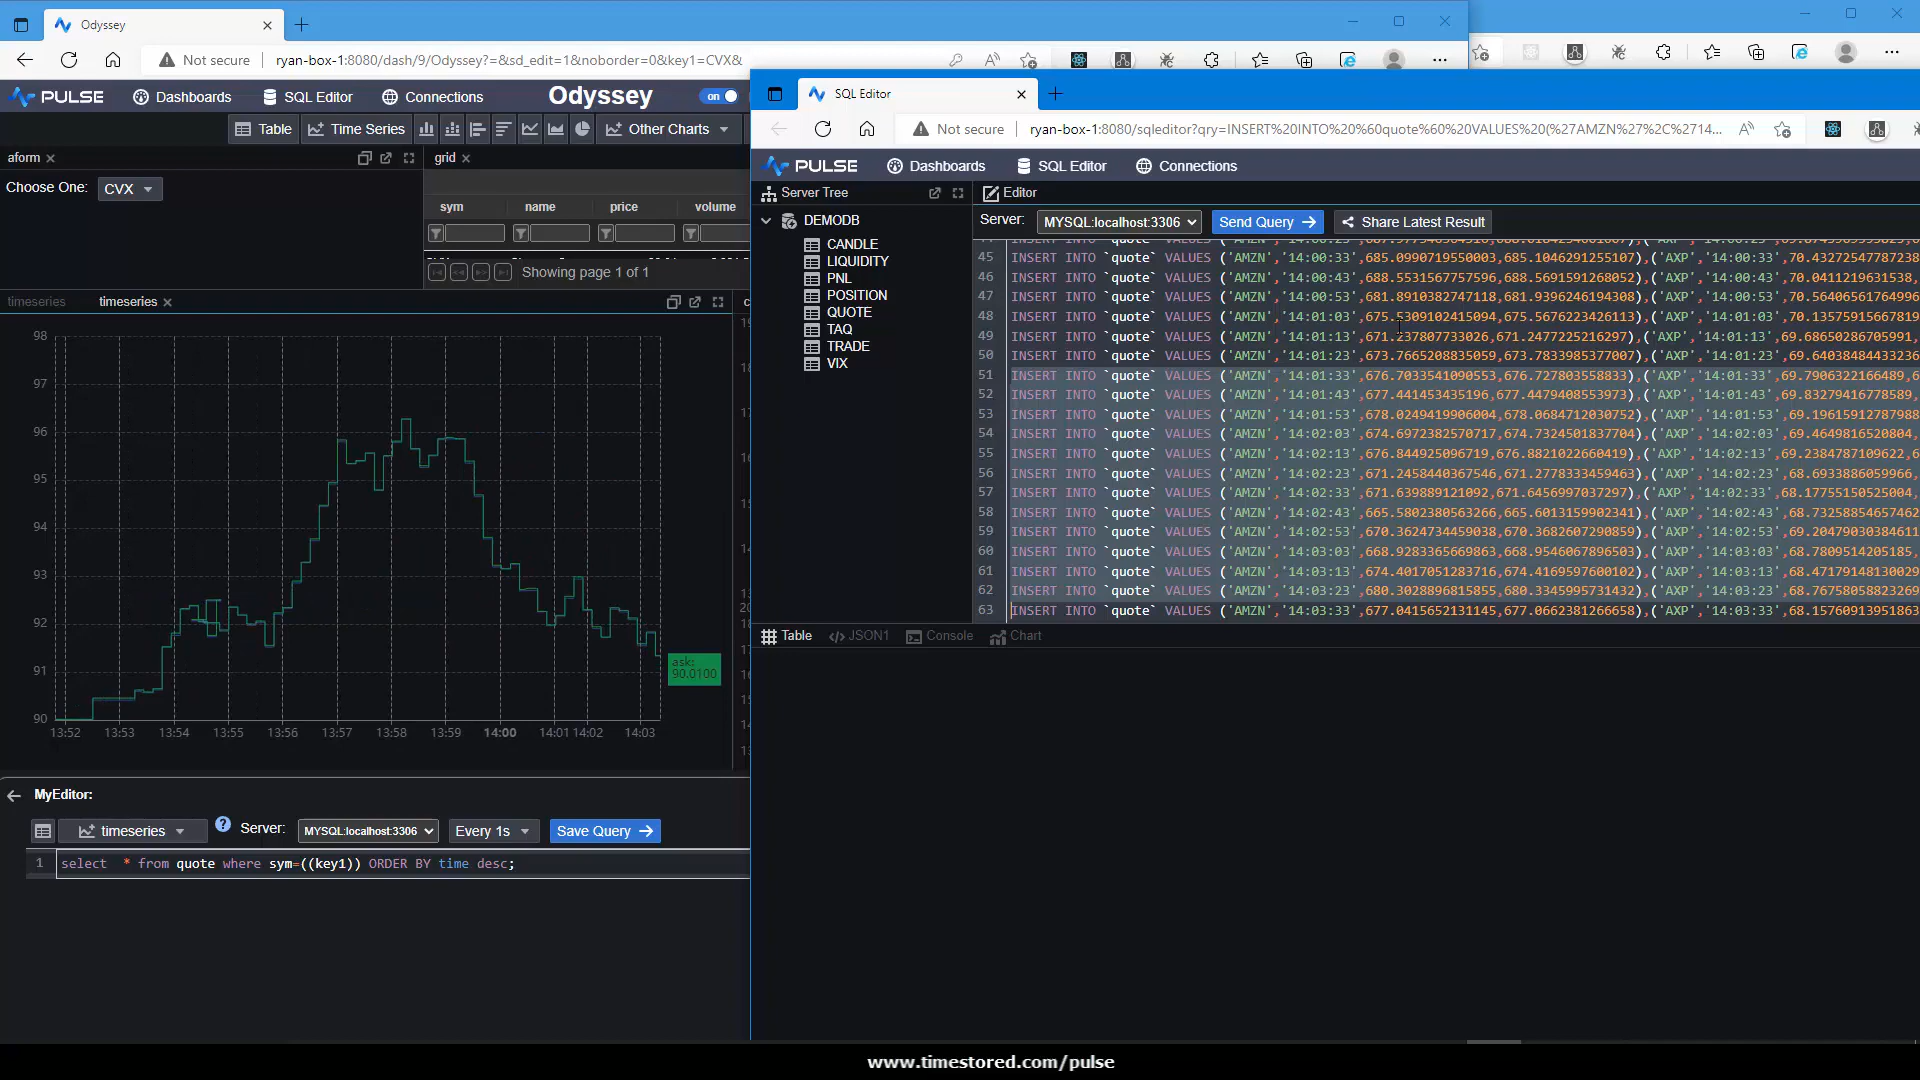 Odyssey
Not secure
ryan-box-1:8080/dash/9/Odyssey?=&sd_edit=1&noborder=0&key1=CVX&
PULSE
Dashboards
SQL Editor
Connections
Odyssey
on
Table
Time Series
Other Charts
aform
grid
Choose One:
CVX
sym
name
price
volume
Showing page 1 of 1
timeseries
timeseries
98
97
96
95
94
93
92
91
90
ask:
90.0100
13:52 13:53 13:54 13:55 13:56 13:57 13:58 13:59 14:00 14:01 14:02 14:03
MyEditor:
timeseries
Server:
MYSQL:localhost:3306
Every 1s
Save Query
1 select * from quote where sym=((key1)) ORDER BY time desc;
SQL Editor
Not secure
ryan-box-1:8080/sqleditor?qry=INSERT%20INTO%20%60quote%60%20VALUES%20(%27AMZN%27%2C%2714...
PULSE
Dashboards
SQL Editor
Connections
Server Tree
DEMODB
CANDLE
LIQUIDITY
PNL
POSITION
QUOTE
TAQ
TRADE
VIX
Editor
Server:
MYSQL:localhost:3306
Send Query
Share Latest Result
45 INSERT INTO `quote` VALUES ('AMZN','14:00:33',685.0990719550003,685.1046291255107),('AXP','14:00:33',70.43272547787238
46 INSERT INTO `quote` VALUES ('AMZN','14:00:43',688.5531567757596,688.5691591268052),('AXP','14:00:43',70.0411219631538,
47 INSERT INTO `quote` VALUES ('AMZN','14:00:53',681.8910382747118,681.9396246194308),('AXP','14:00:53',70.56406561764996
48 INSERT INTO `quote` VALUES ('AMZN','14:01:03',675.5309102415094,675.5676223426113),('AXP','14:01:03',70.13575915667819
49 INSERT INTO `quote` VALUES ('AMZN','14:01:13',671.237807733026,671.2477225216297),('AXP','14:01:13',69.68650286705991,
50 INSERT INTO `quote` VALUES ('AMZN','14:01:23',673.7665208835059,673.7833985377007),('AXP','14:01:23',69.64038484433236
51 INSERT INTO `quote` VALUES ('AMZN','14:01:33',676.7033541090553,676.727803558833),('AXP','14:01:33',69.7906322166489,6
52 INSERT INTO `quote` VALUES ('AMZN','14:01:43',677.441453435196,677.4479408553973),('AXP','14:01:43',69.83279416778589,
53 INSERT INTO `quote` VALUES ('AMZN','14:01:53',678.0249419906004,678.0684712030752),('AXP','14:01:53',69.19615912787988
54 INSERT INTO `quote` VALUES ('AMZN','14:02:03',674.6972382570717,674.7324501837704),('AXP','14:02:03',69.4649816520804,
55 INSERT INTO `quote` VALUES ('AMZN','14:02:13',676.844925096719,676.8821022660419),('AXP','14:02:13',69.2384787109622,6
56 INSERT INTO `quote` VALUES ('AMZN','14:02:23',671.2458440367546,671.2778333459463),('AXP','14:02:23',68.6933886059966,
57 INSERT INTO `quote` VALUES ('AMZN','14:02:33',671.639889121092,671.6456997037297),('AXP','14:02:33',68.17755150525004,
58 INSERT INTO `quote` VALUES ('AMZN','14:02:43',665.5802380563266,665.6013159902341),('AXP','14:02:43',68.73258854657462
59 INSERT INTO `quote` VALUES ('AMZN','14:02:53',670.3624734459038,670.3682607290859),('AXP','14:02:53',69.20479030384611
60 INSERT INTO `quote` VALUES ('AMZN','14:03:03',668.9283365669863,668.9546067896503),('AXP','14:03:03',68.7809514205185,
61 INSERT INTO `quote` VALUES ('AMZN','14:03:13',674.4017051283716,674.4169597600102),('AXP','14:03:13',68.47179148130029
62 INSERT INTO `quote` VALUES ('AMZN','14:03:23',680.3028896815855,680.3345995731432),('AXP','14:03:23',68.76758058823269
63 INSERT INTO `quote` VALUES ('AMZN','14:03:33',677.0415652131145,677.0662381266658),('AXP','14:03:33',68.15760913951863
Table
JSON1
Console
Chart
www.timestored.com/pulse